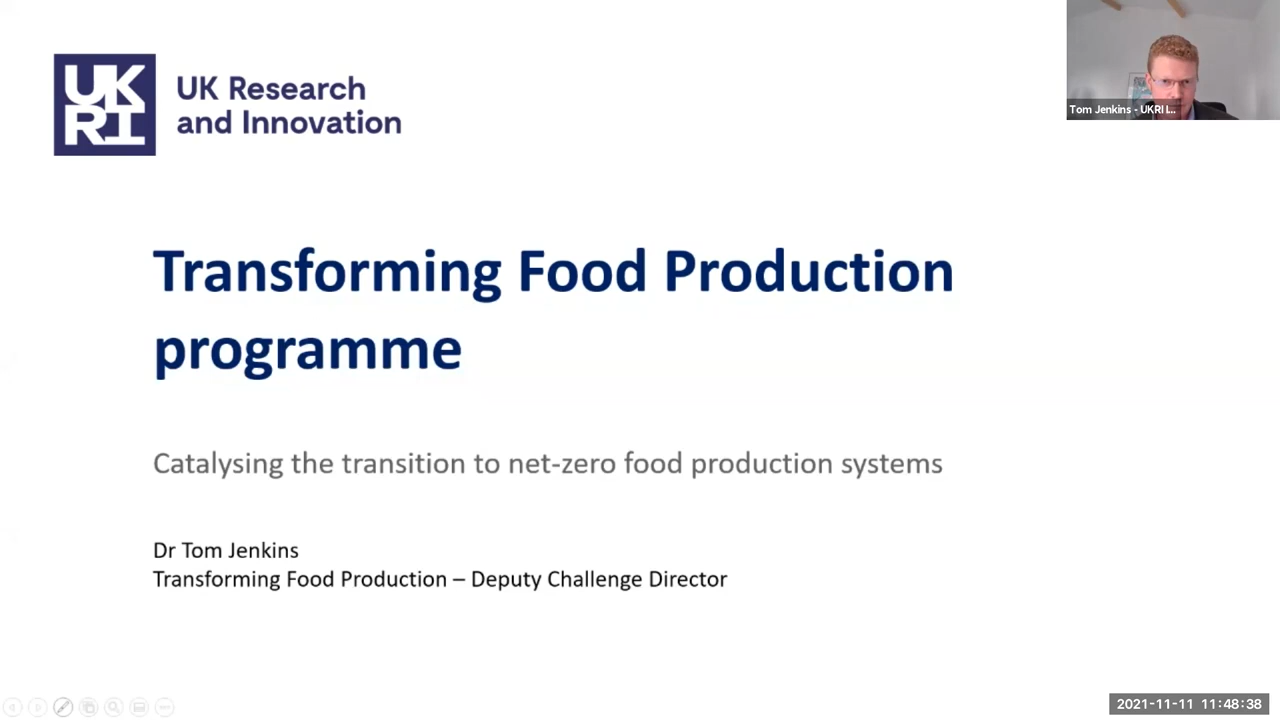 UK
RI
UK Research
and Innovation
Tom Jenkins - UKRI I...
Transforming Food Production
programme
Catalysing the transition to net-zero food production systems
Dr Tom Jenkins
Transforming Food Production – Deputy Challenge Director
2021-11-11 11:48:38